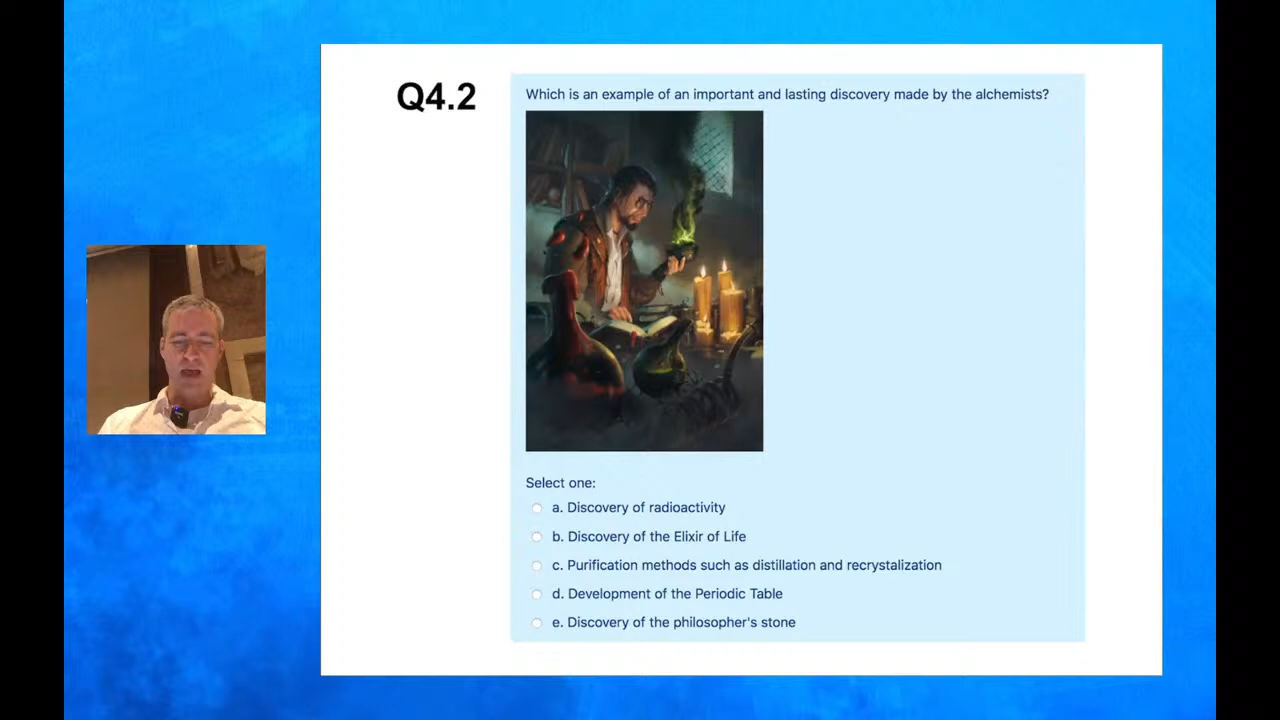 Q4.2
Which is an example of an important and lasting discovery made by the alchemists?
Select one:
a. Discovery of radioactivity
b. Discovery of the Elixir of Life
c. Purification methods such as distillation and recrystalization
d. Development of the Periodic Table
e. Discovery of the philosopher's stone